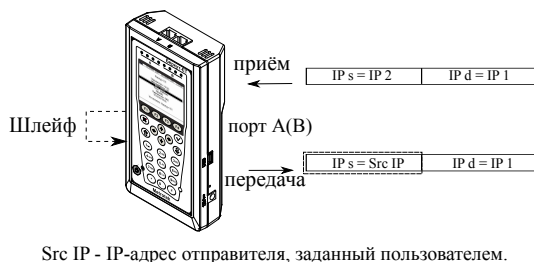 приём
IP s = IP 2
IP d = IP 1
Шлейф
порт А(В)
IP s = Src IP
IP d = IP 1
передача
Src IP - IP-адрес отправителя, заданный пользователем.